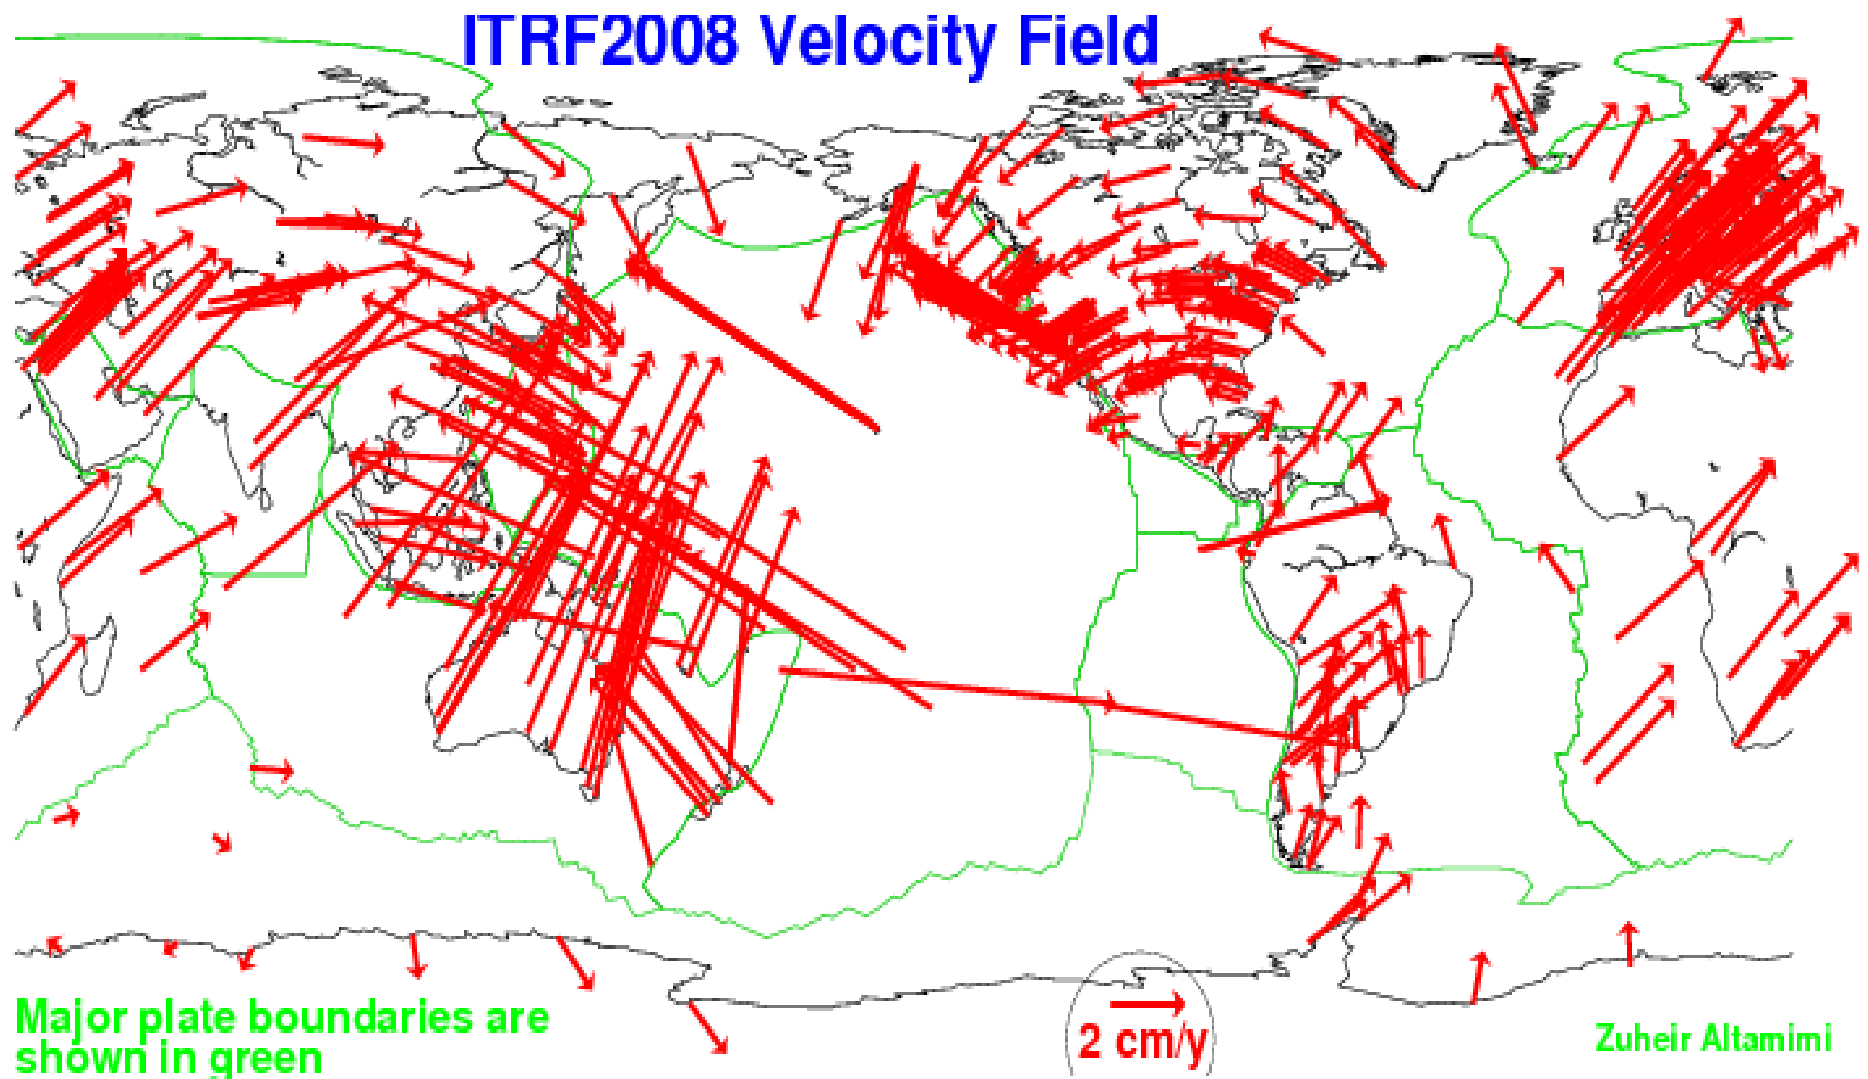 ITRF2008 Velocity Field
Major plate boundaries are
shown in green
2 cm/y
Zuheir Altamimi